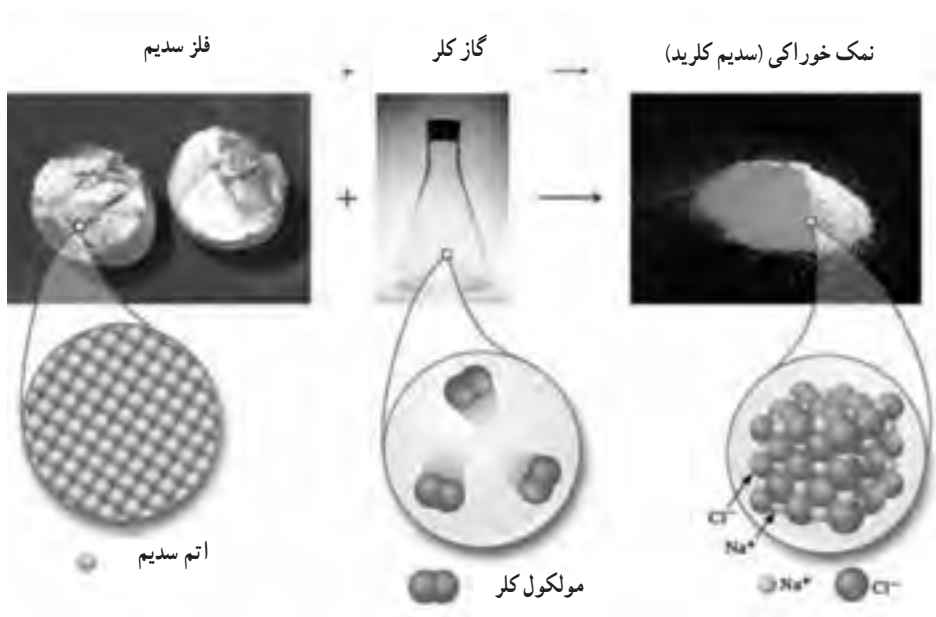 فلز سدیم + گاز کلر → نمک خوراکی (سدیم کلرید)
+ →
Cl⁻
Na⁺
اتم سدیم
مولکول کلر
Na⁺ Cl⁻